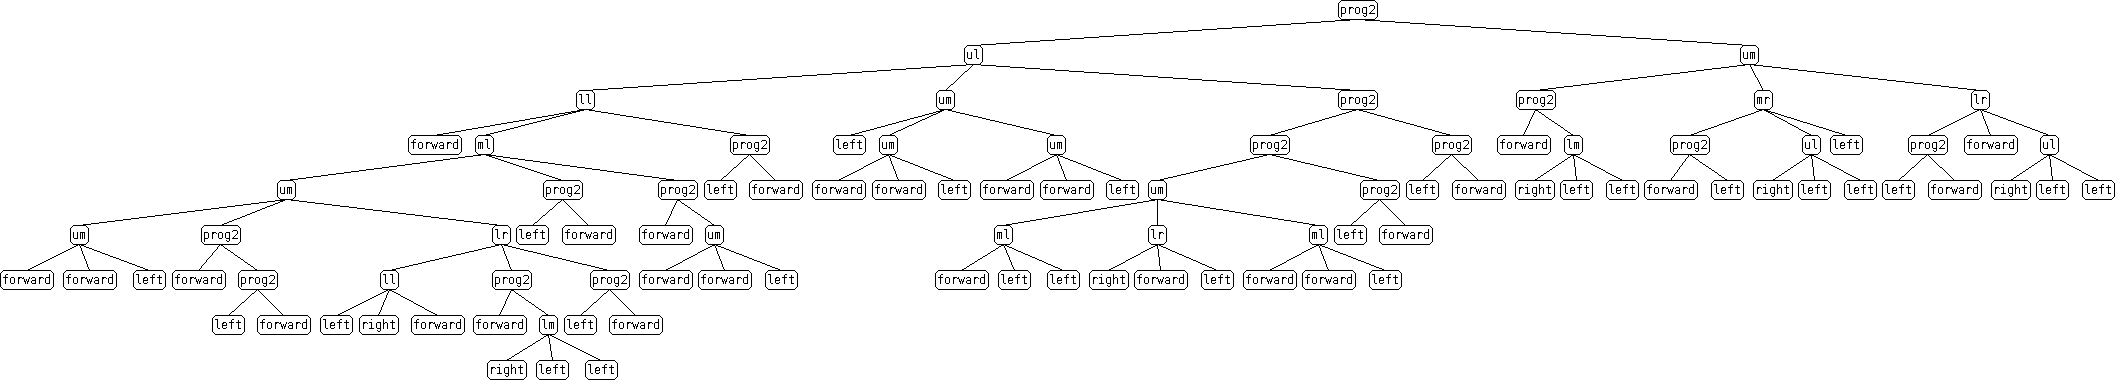 prog2
ul um
ll um prog2 prog2 mr lr
forward ml prog2 left um um prog2 prog2 forward lm prog2 ul left prog2 forward ul
um prog2 prog2 left forward forward forward left forward forward left um prog2 left forward right left left forward left right left left left forward right left left
um prog2 lr left forward forward um ml lr ml left forward
forward forward left forward prog2 ll prog2 prog2 forward forward left forward left left right forward left forward forward left
left forward left right forward forward lm left forward
right left left